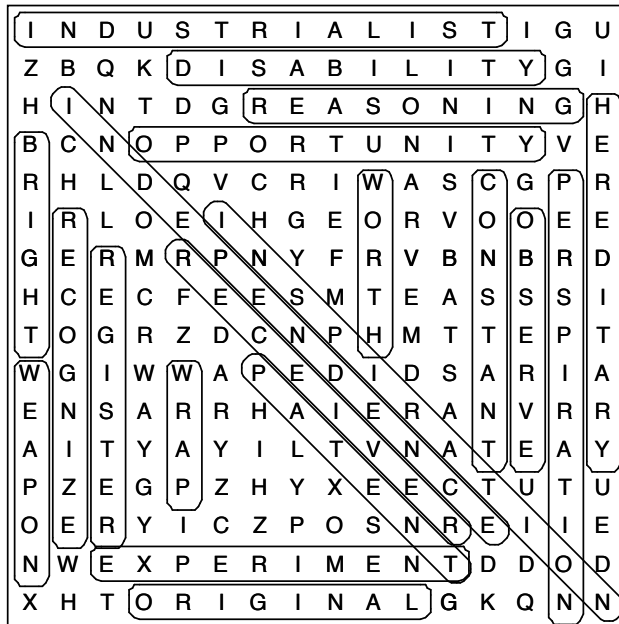 I N D U S T R I A L I S T I G U
Z B Q K D I S A B I L I T Y G I
H I N T D G R E A S O N I N G H
B C N O P P O R T U N I T Y V E
R H L D Q V C R I W A S C G P R
I R L O E I H G E O R V O O E E
G E R M R P N Y F R V B N B R D
H C E C F E E S M T E A S S S I
T O G R Z D C N P H M T T E P T
W G I W W A P E D I D S A R I A
E N S A R R H A I E R A N V R R
A I T Y A Y I L T V N A T E A Y
P Z E G P Z H Y X E E C T U T U
O E R Y I C Z P O S N R E I I E
N W E X P E R I M E N T D D O D
X H T O R I G I N A L G K Q N N